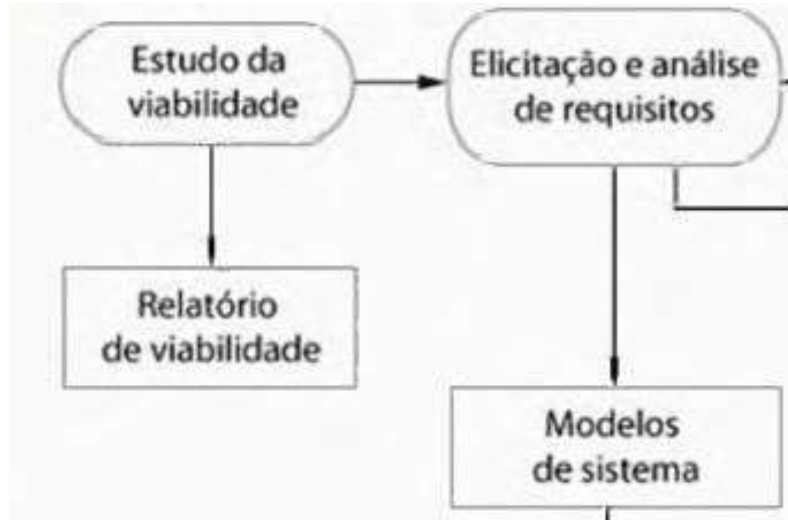 Estudo da
viabilidade
Elicitação e análise
de requisitos
Relatório
de viabilidade
Modelos
de sistema